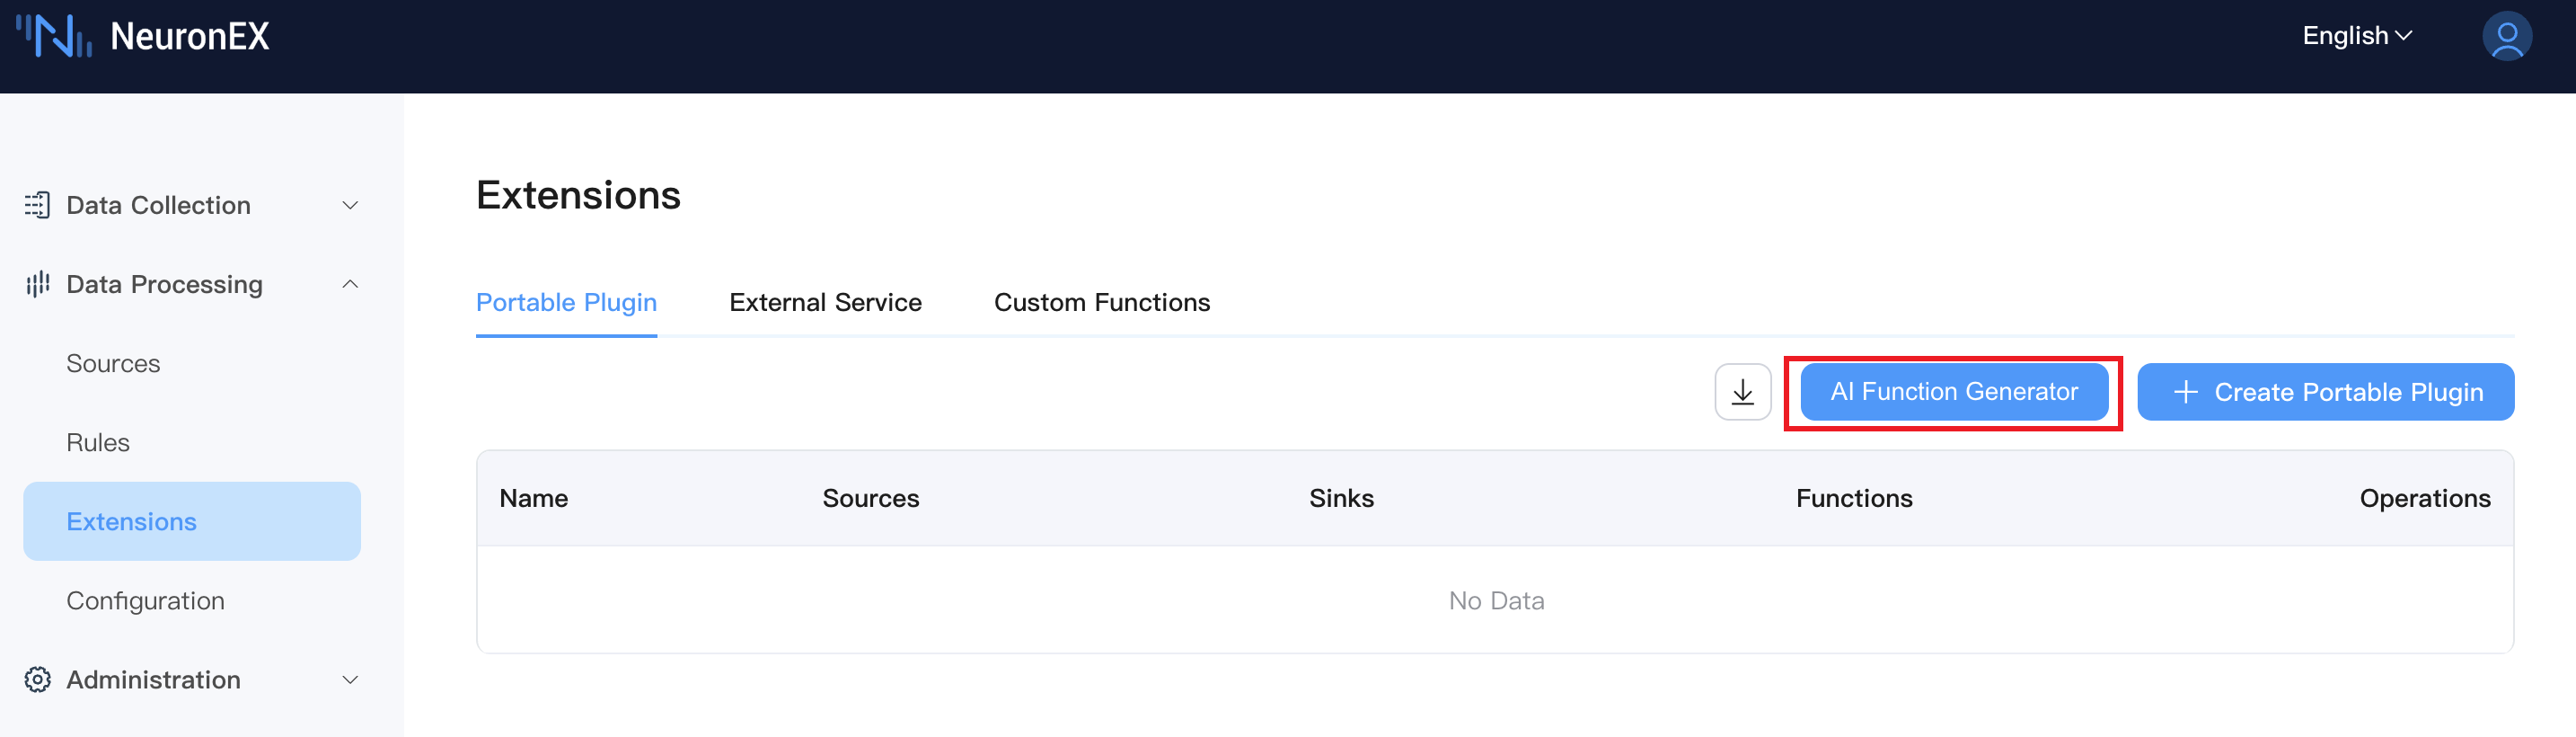 NeuronEX
English
Data Collection
Data Processing
Sources
Rules
Extensions
Configuration
Administration
Extensions
Portable Plugin External Service Custom Functions
AI Function Generator Create Portable Plugin
Name Sources Sinks Functions Operations
No Data